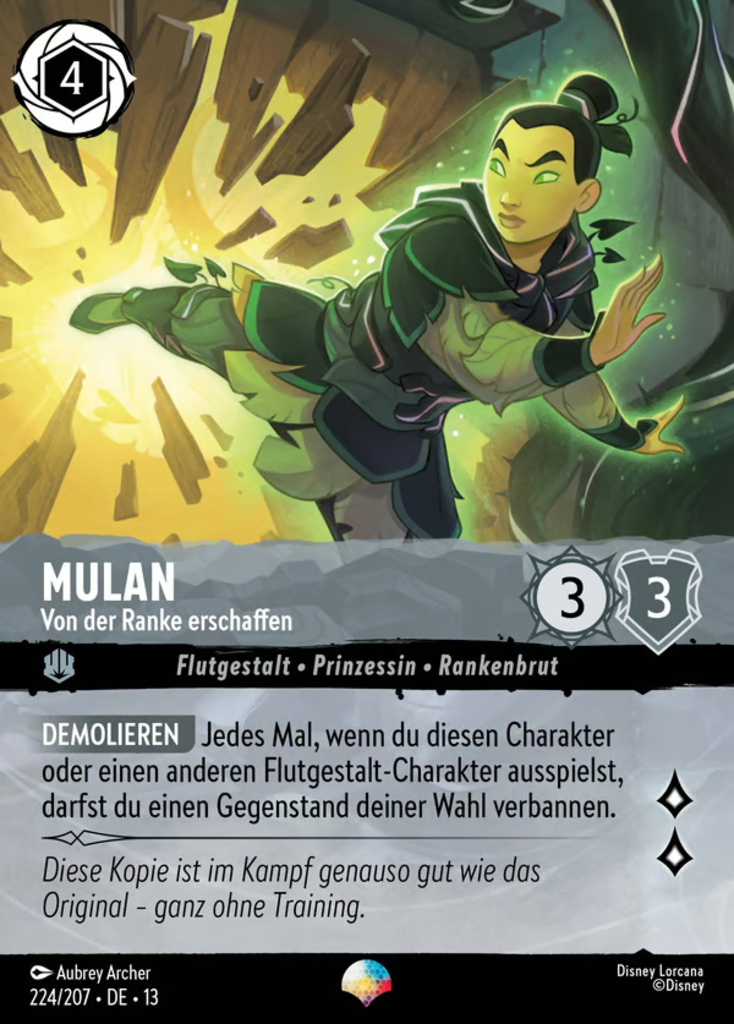 4
MULAN
Von der Ranke erschaffen
3
3
Flutgestalt • Prinzessin • Rankenbrut
DEMOLIEREN Jedes Mal, wenn du diesen Charakter
oder einen anderen Flutgestalt-Charakter ausspielst,
darfst du einen Gegenstand deiner Wahl verbannen.
Diese Kopie ist im Kampf genauso gut wie das
Original – ganz ohne Training.
Aubrey Archer
224/207 • DE • 13
Disney Lorcana
©Disney